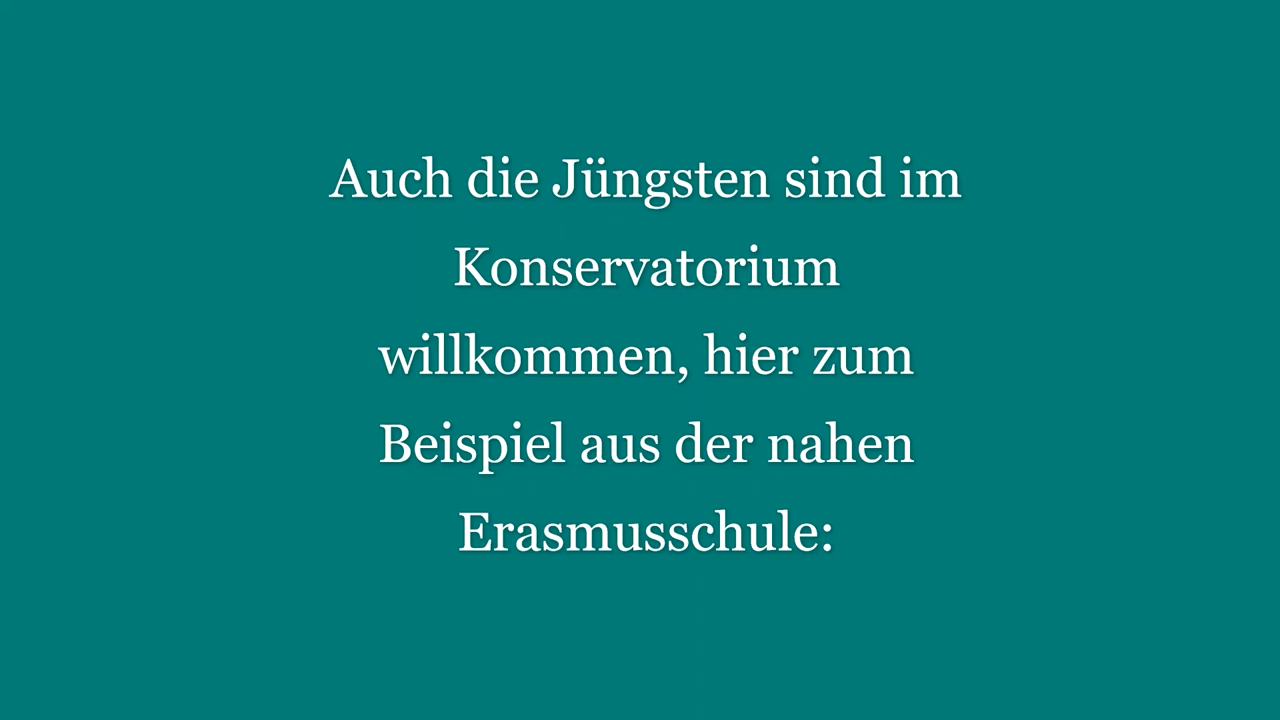 Auch die Jüngsten sind im
Konservatorium
willkommen, hier zum
Beispiel aus der nahen
Erasmusschule: